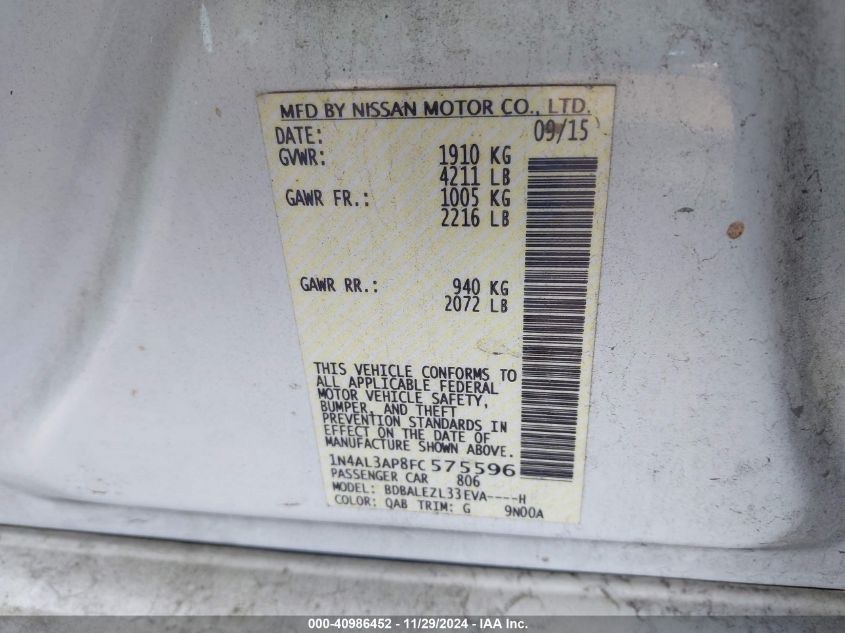 MFD BY NISSAN MOTOR CO., LTD.
DATE: 09/15
GVWR: 1910 KG
4211 LB
GAWR FR.: 1005 KG
2216 LB
GAWR RR.: 940 KG
2072 LB
THIS VEHICLE CONFORMS TO
ALL APPLICABLE FEDERAL
MOTOR VEHICLE SAFETY,
BUMPER, AND THEFT
PREVENTION STANDARDS IN
EFFECT ON THE DATE OF
MANUFACTURE SHOWN ABOVE.
1N4AL3AP8FC575596
PASSENGER CAR 806
MODEL: BDBALEZL33EVA----H
COLOR: QAB TRIM: G 9N00A
000-40986452 - 11/29/2024 - IAA Inc.